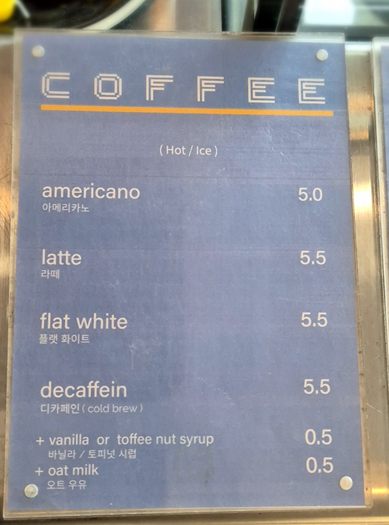 COFFEE
( Hot / Ice )
americano 5.0
아메리카노
latte 5.5
라떼
flat white 5.5
플랫 화이트
decaffein 5.5
디카페인 ( cold brew )
+ vanilla or toffee nut syrup 0.5
바닐라 / 토피넛 시럽
+ oat milk 0.5
오트 우유